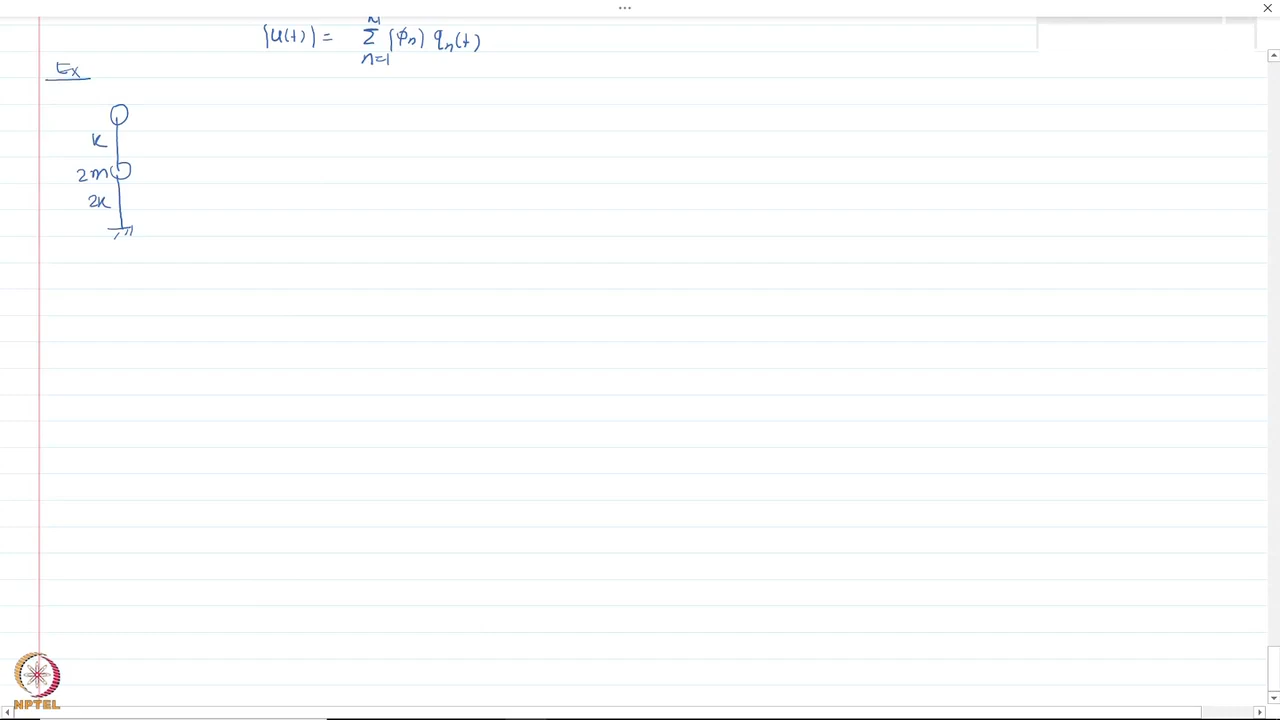 {u(t)} = Σ {φn} qn(t)
n=1
Ex
k
2m
2k
NPTEL